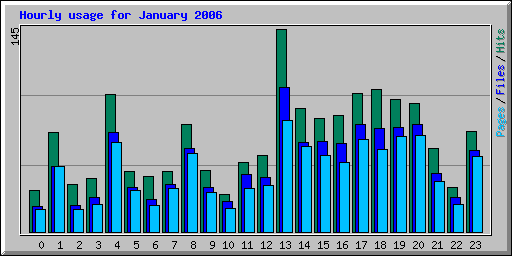 Hourly usage for January 2006
145
Pages / Files / Hits
0 1 2 3 4 5 6 7 8 9 10 11 12 13 14 15 16 17 18 19 20 21 22 23